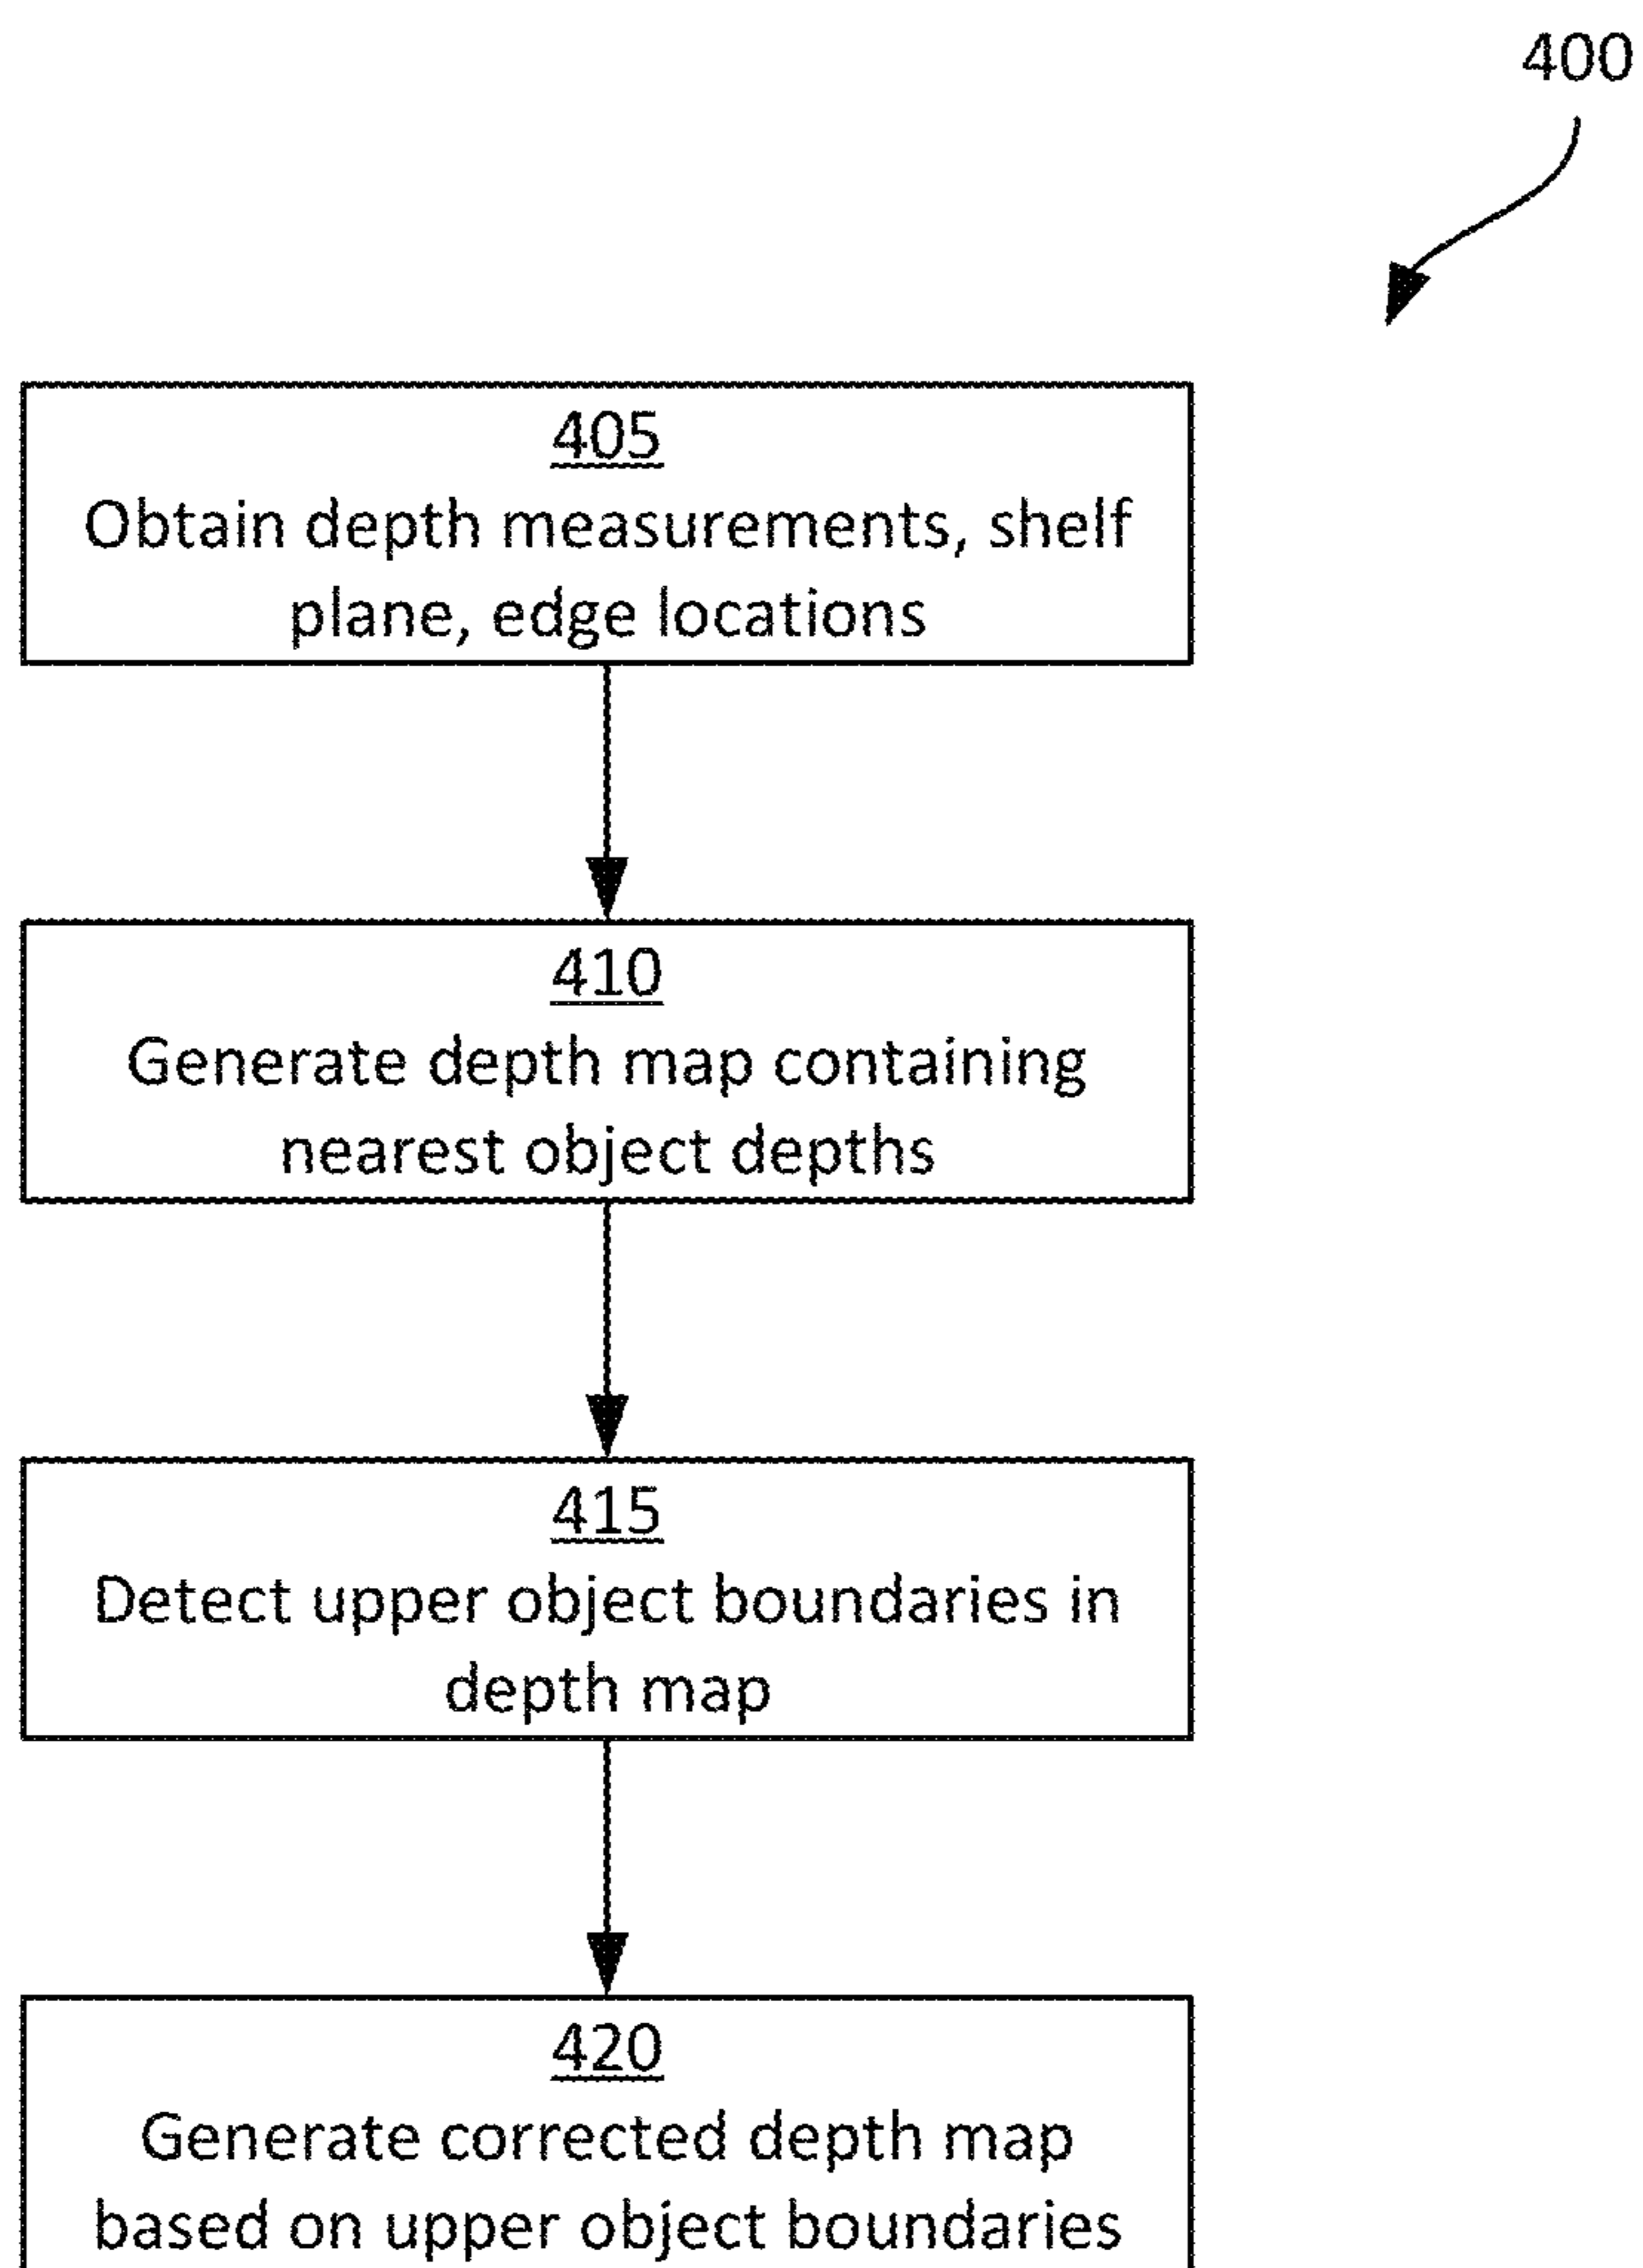 400
405
Obtain depth measurements, shelf
plane, edge locations
410
Generate depth map containing
nearest object depths
415
Detect upper object boundaries in
depth map
420
Generate corrected depth map
based on upper object boundaries